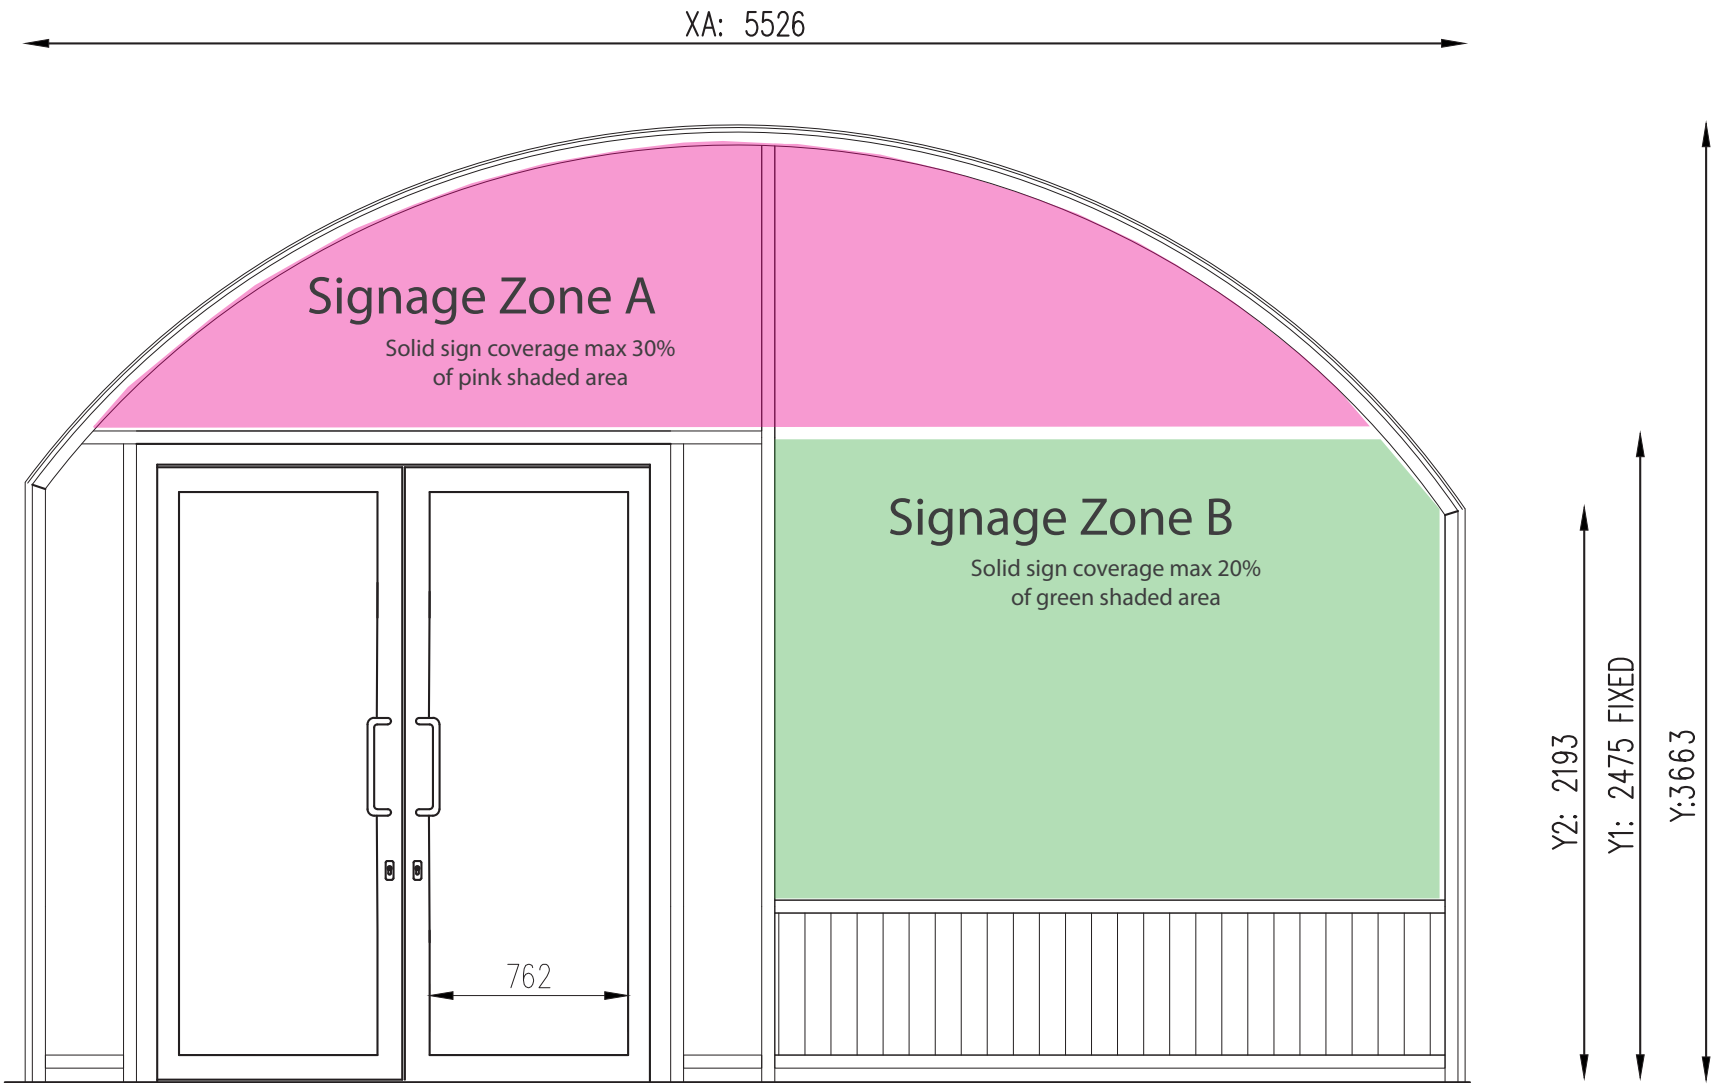 XA: 5526
Signage Zone A
Solid sign coverage max 30%
of pink shaded area
Signage Zone B
Solid sign coverage max 20%
of green shaded area
762
Y2: 2193
Y1: 2475 FIXED
Y:3663